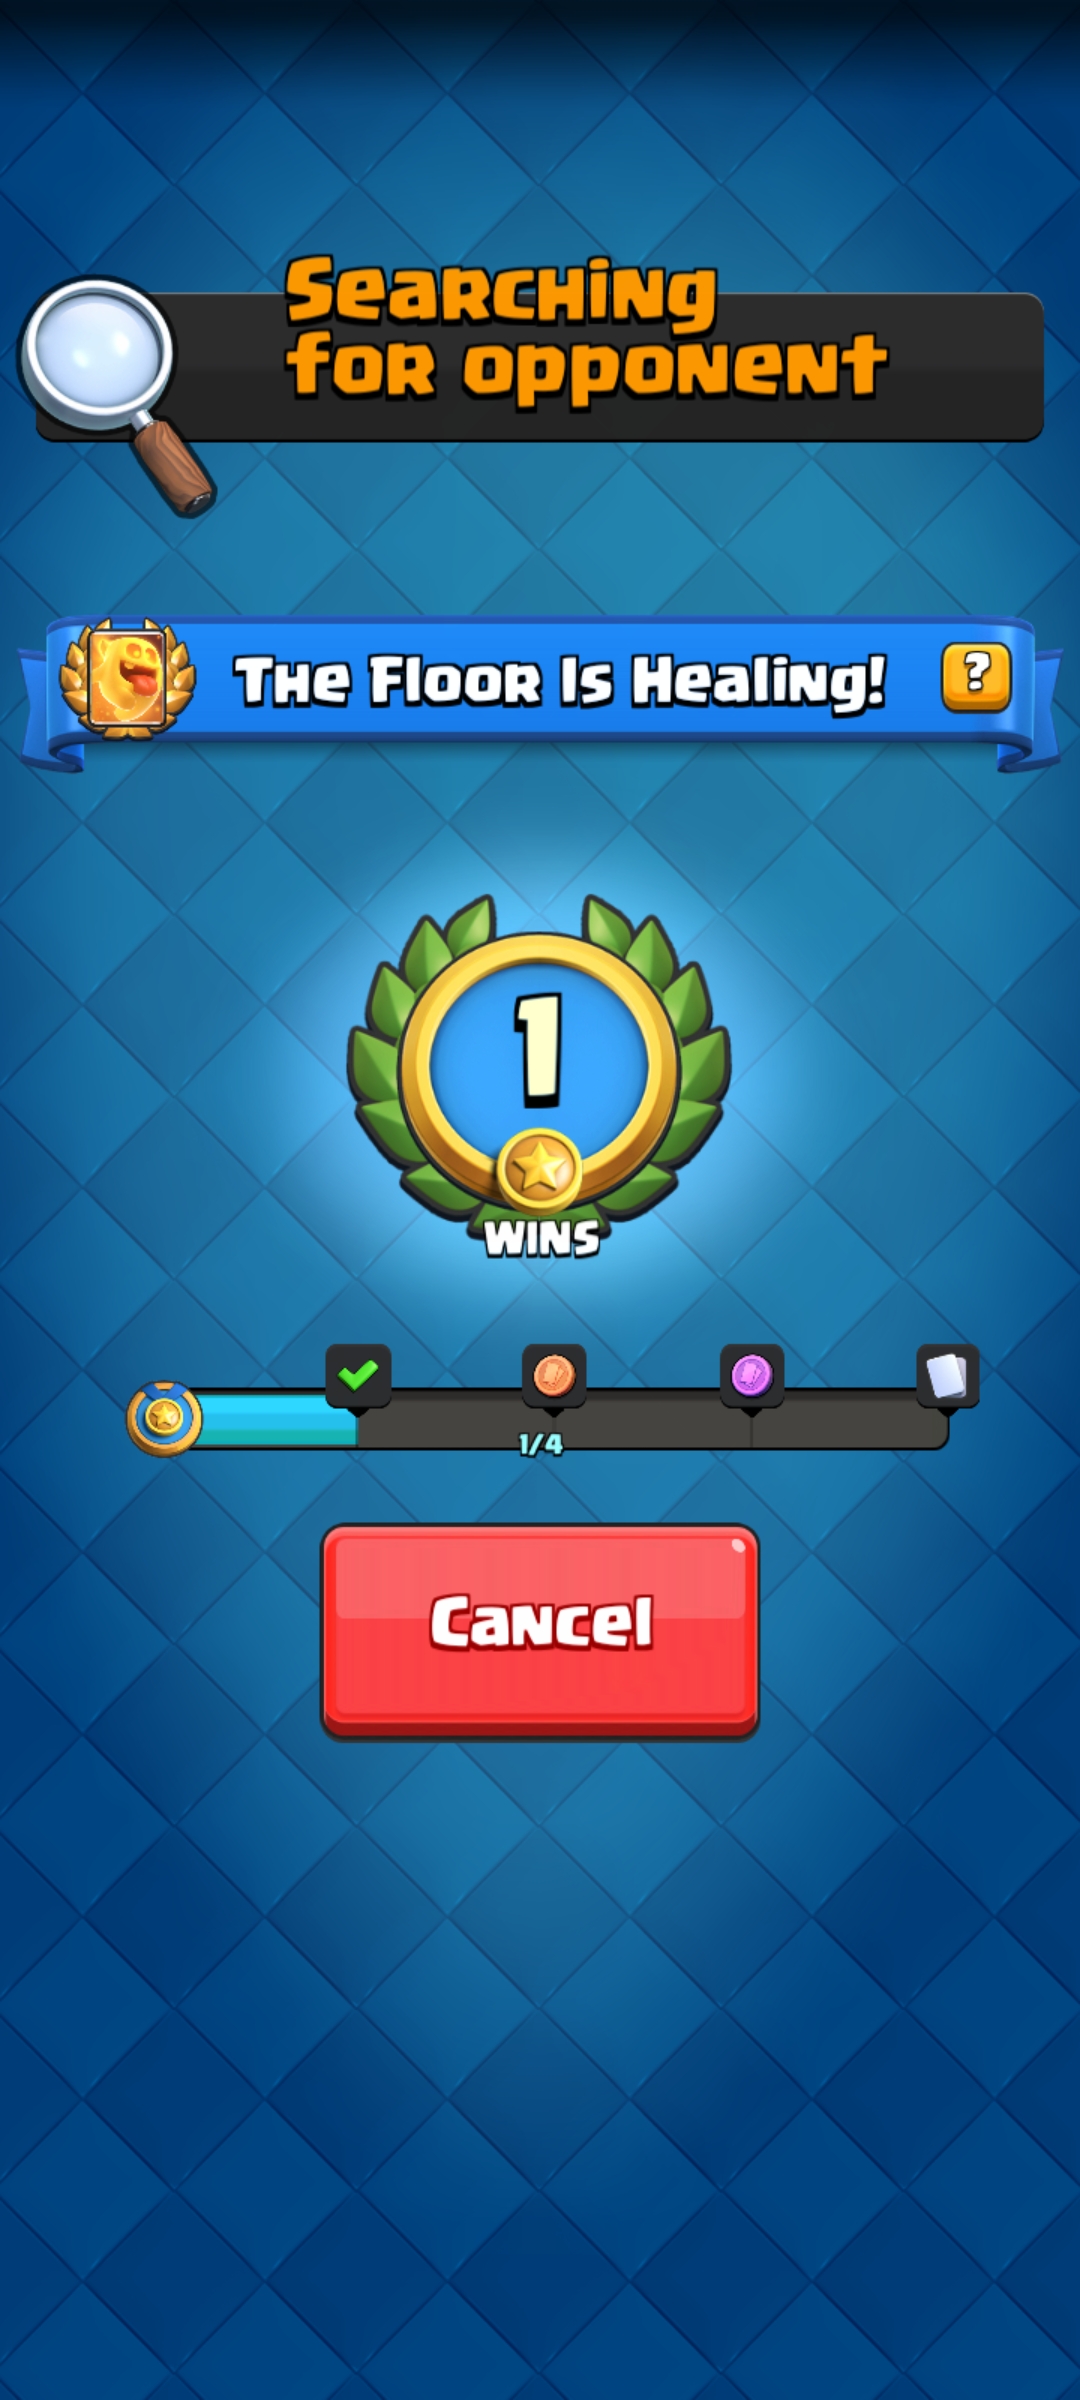 Searching
for opponent
The Floor Is Healing!
?
1
WINS
1/4
Cancel